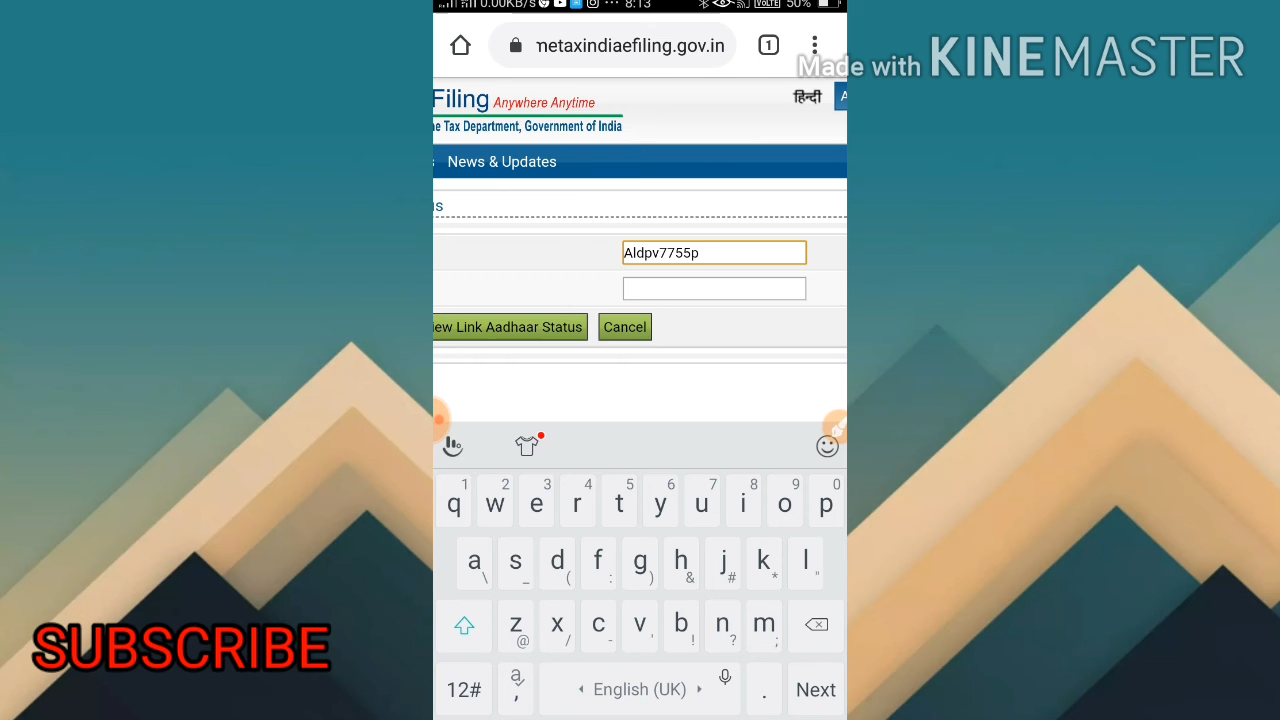 0.00KB/s ... 8:13 VoLTE 50%
netaxindiaefiling.gov.in 1
Made with KINEMASTER
Filing Anywhere Anytime हिन्दी A
e Tax Department, Government of India
News & Updates
us
Aldpv7755p
iew Link Aadhaar Status Cancel
1 2 3 4 5 6 7 8 9 0
q w e r t y u i o p
a s d f g h j k l
\ _ ( : ) & # * "
z x c v b n m
@ / - ' ! ? ;
SUBSCRIBE
12# a , English (UK) . Next